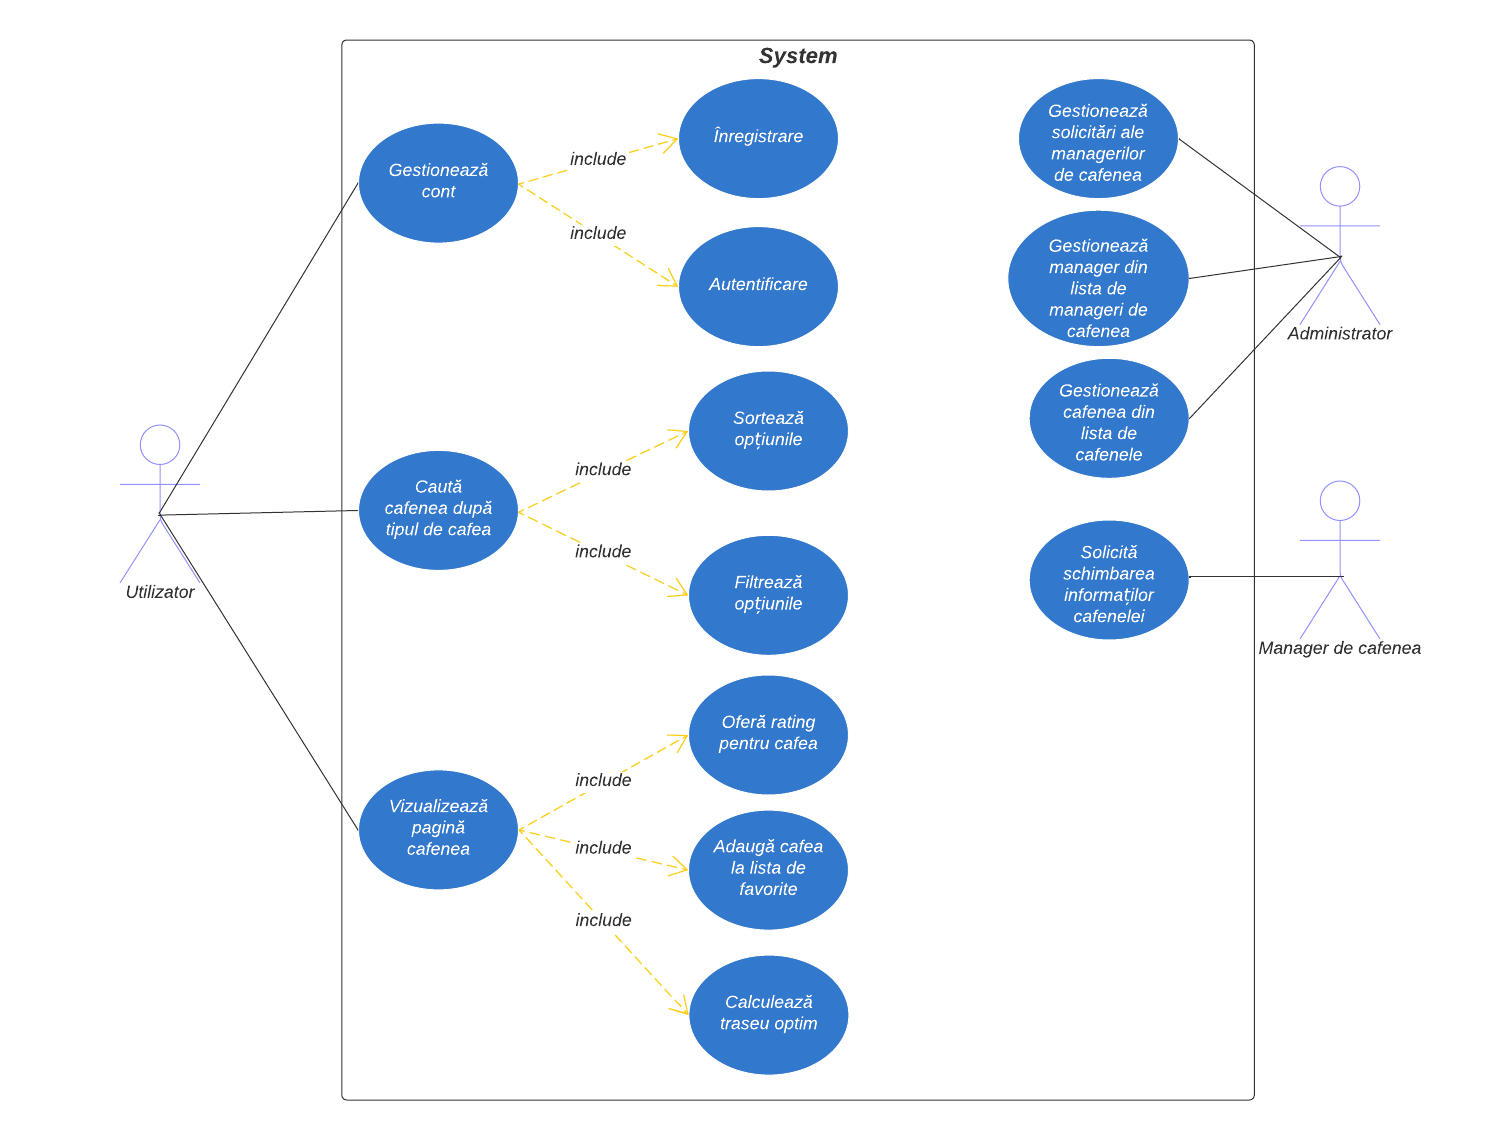 System
Gestionează
cont
include
Înregistrare
include
Autentificare
Caută
cafenea după
tipul de cafea
include
Sortează
opțiunile
include
Filtrează
opțiunile
Vizualizează
pagină
cafenea
include
Oferă rating
pentru cafea
include
Adaugă cafea
la lista de
favorite
include
Calculează
traseu optim
Utilizator
Gestionează
solicitări ale
managerilor
de cafenea
Gestionează
manager din
lista de
manageri de
cafenea
Gestionează
cafenea din
lista de
cafenele
Administrator
Solicită
schimbarea
informaților
cafenelei
Manager de cafenea